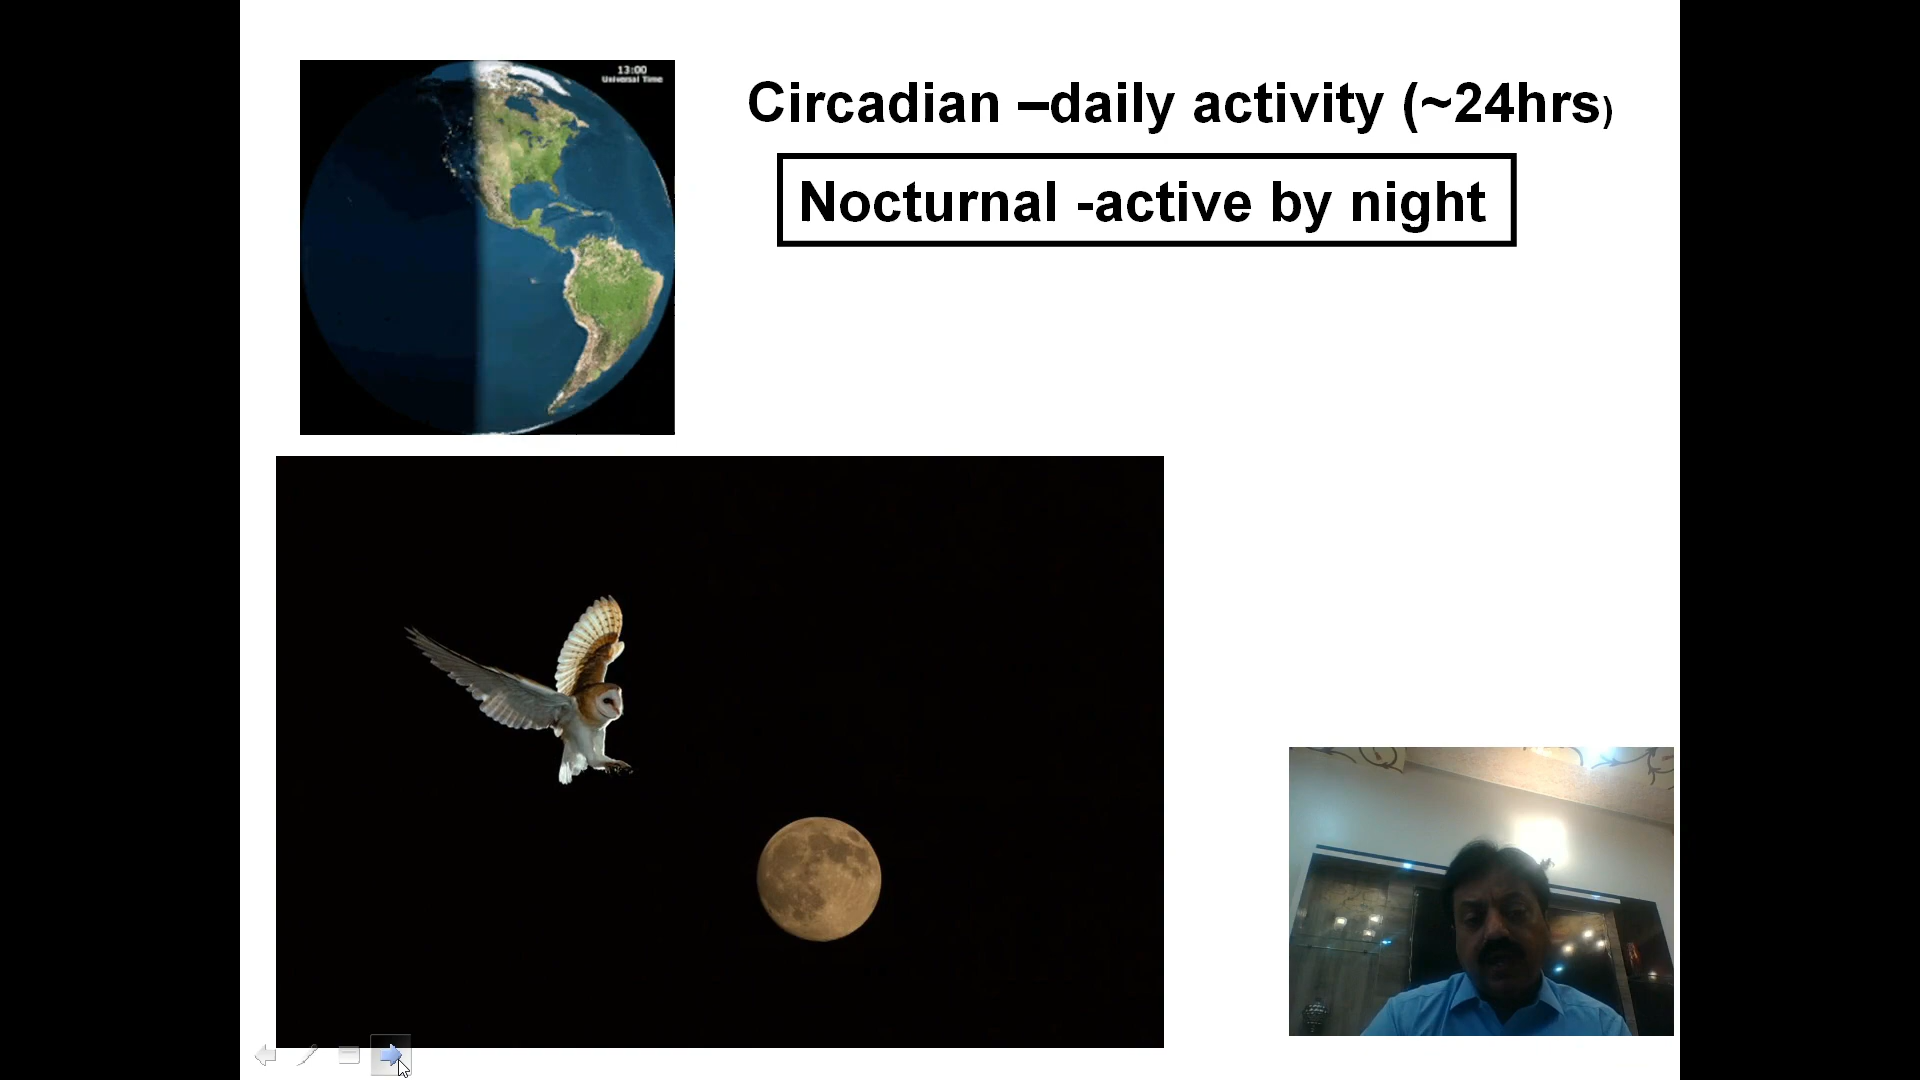 13:00
Universal Time
Circadian –daily activity (~24hrs)
Nocturnal -active by night